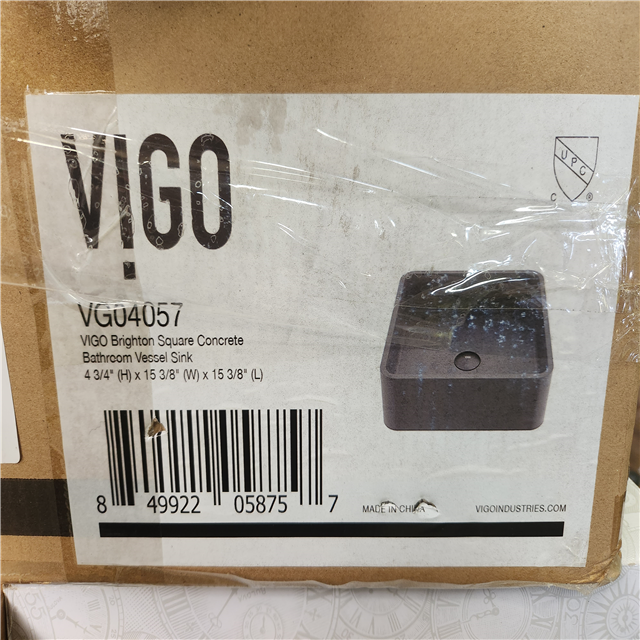 VIGO
UPC
C ®
VG04057
VIGO Brighton Square Concrete
Bathroom Vessel Sink
4 3/4" (H) x 15 3/8" (W) x 15 3/8" (L)
8 49922 05875 7
MADE IN CHINA
VIGOINDUSTRIES.COM